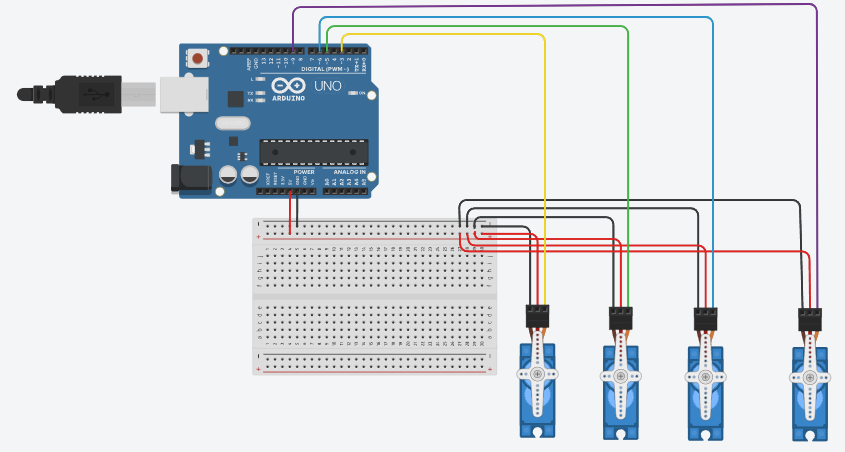 AREF
GND
13
12
~11
~10
~9
8
7
~6
~5
4
~3
2
TX→1
RX←0
DIGITAL (PWM~)
L
TX
RX
UNO
ON
ARDUINO
POWER
ANALOG IN
IOREF
RESET
3.3V
5V
GND
GND
Vin
A0
A1
A2
A3
A4
A5